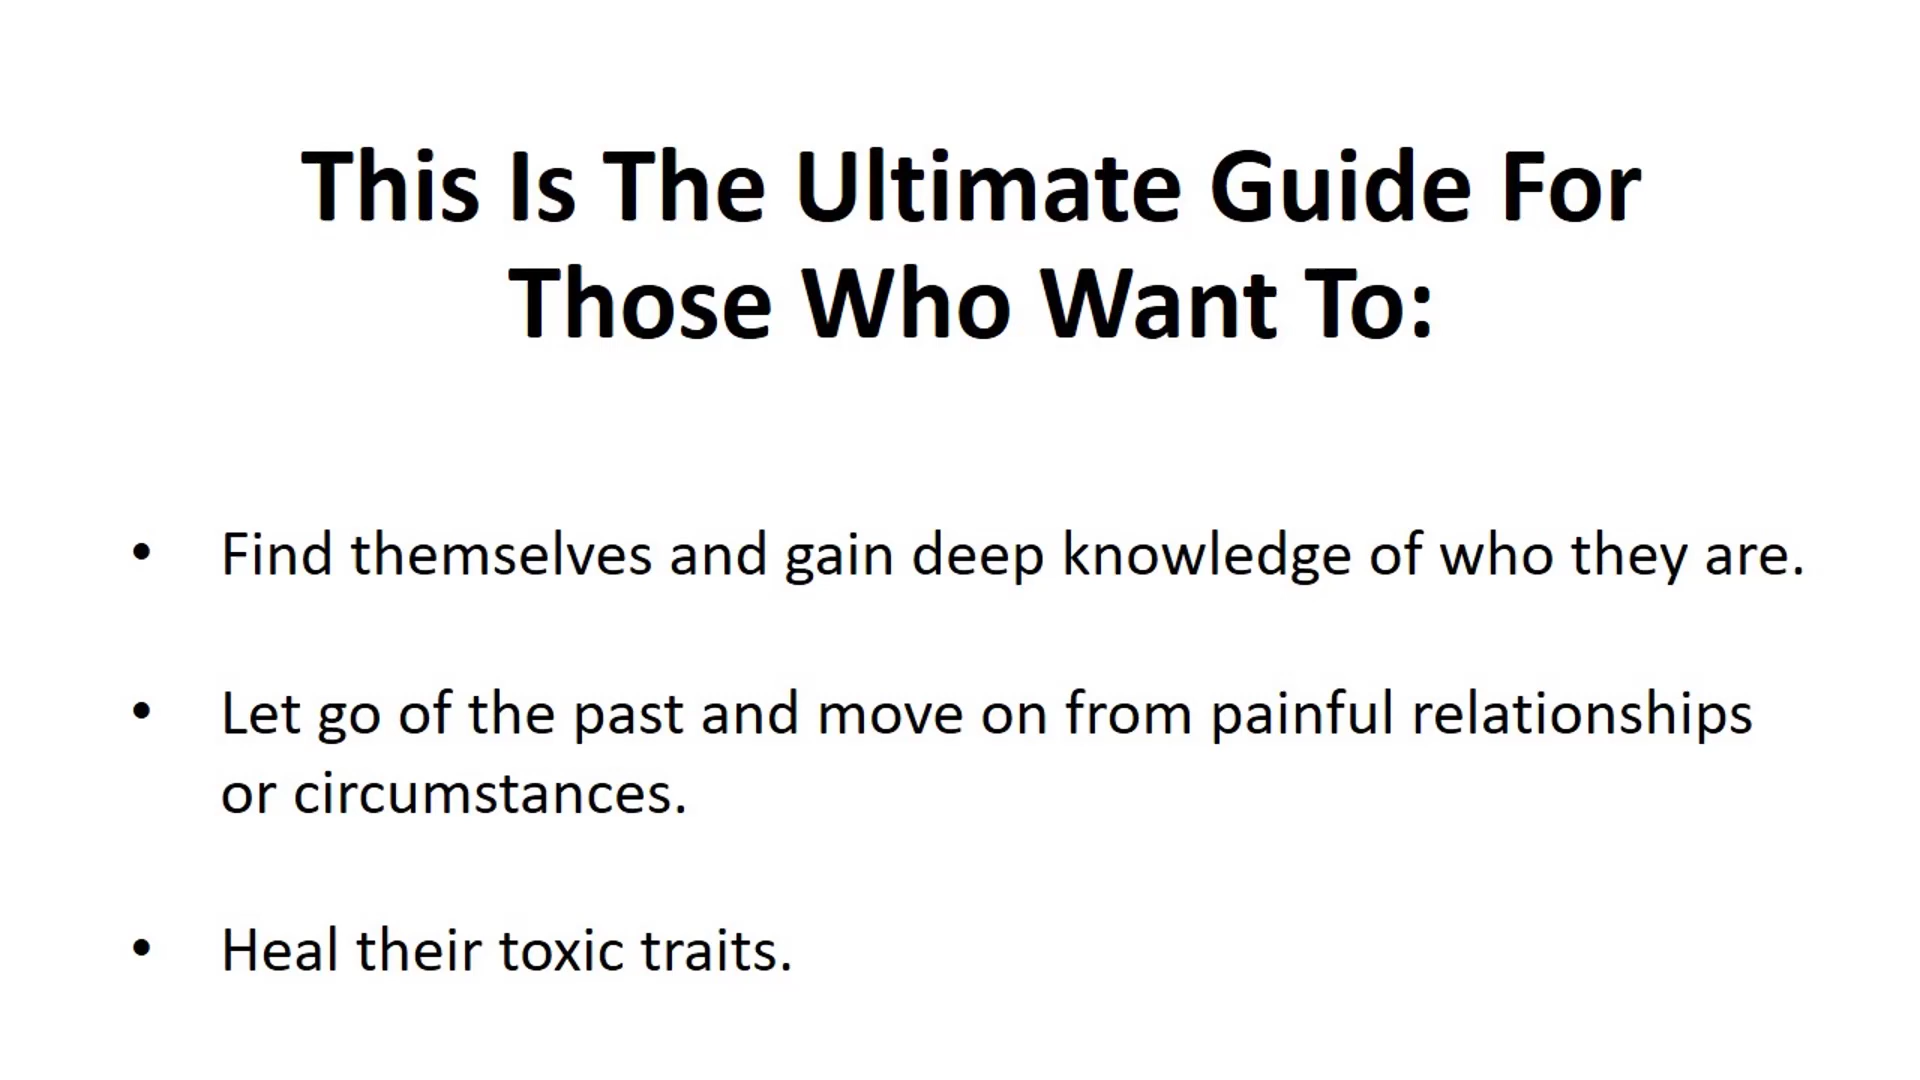 This Is The Ultimate Guide For
Those Who Want To:
• Find themselves and gain deep knowledge of who they are.
• Let go of the past and move on from painful relationships
or circumstances.
• Heal their toxic traits.